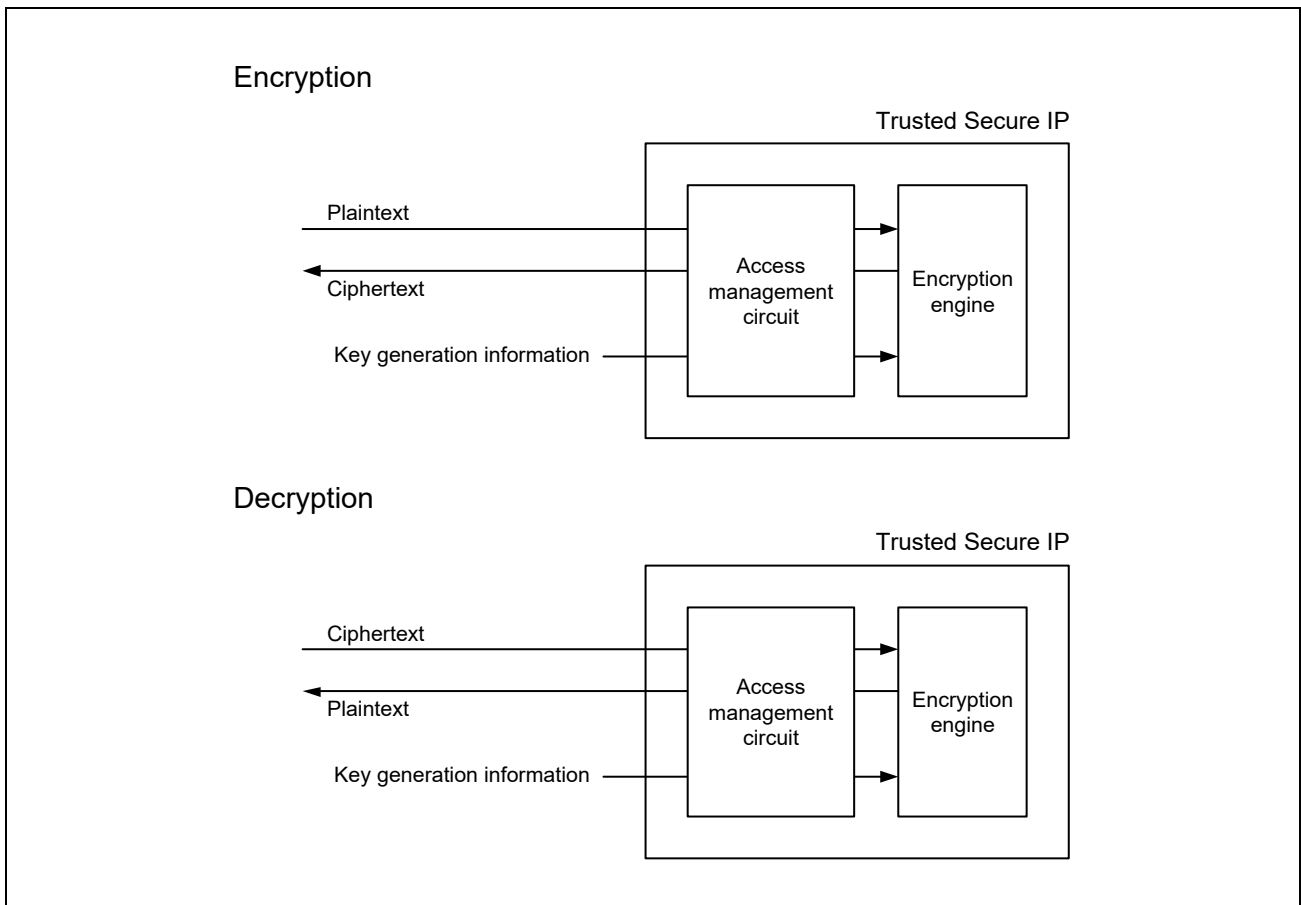 Encryption
Trusted Secure IP
Plaintext
Ciphertext
Key generation information
Access
management
circuit
Encryption
engine
Decryption
Trusted Secure IP
Ciphertext
Plaintext
Key generation information
Access
management
circuit
Encryption
engine